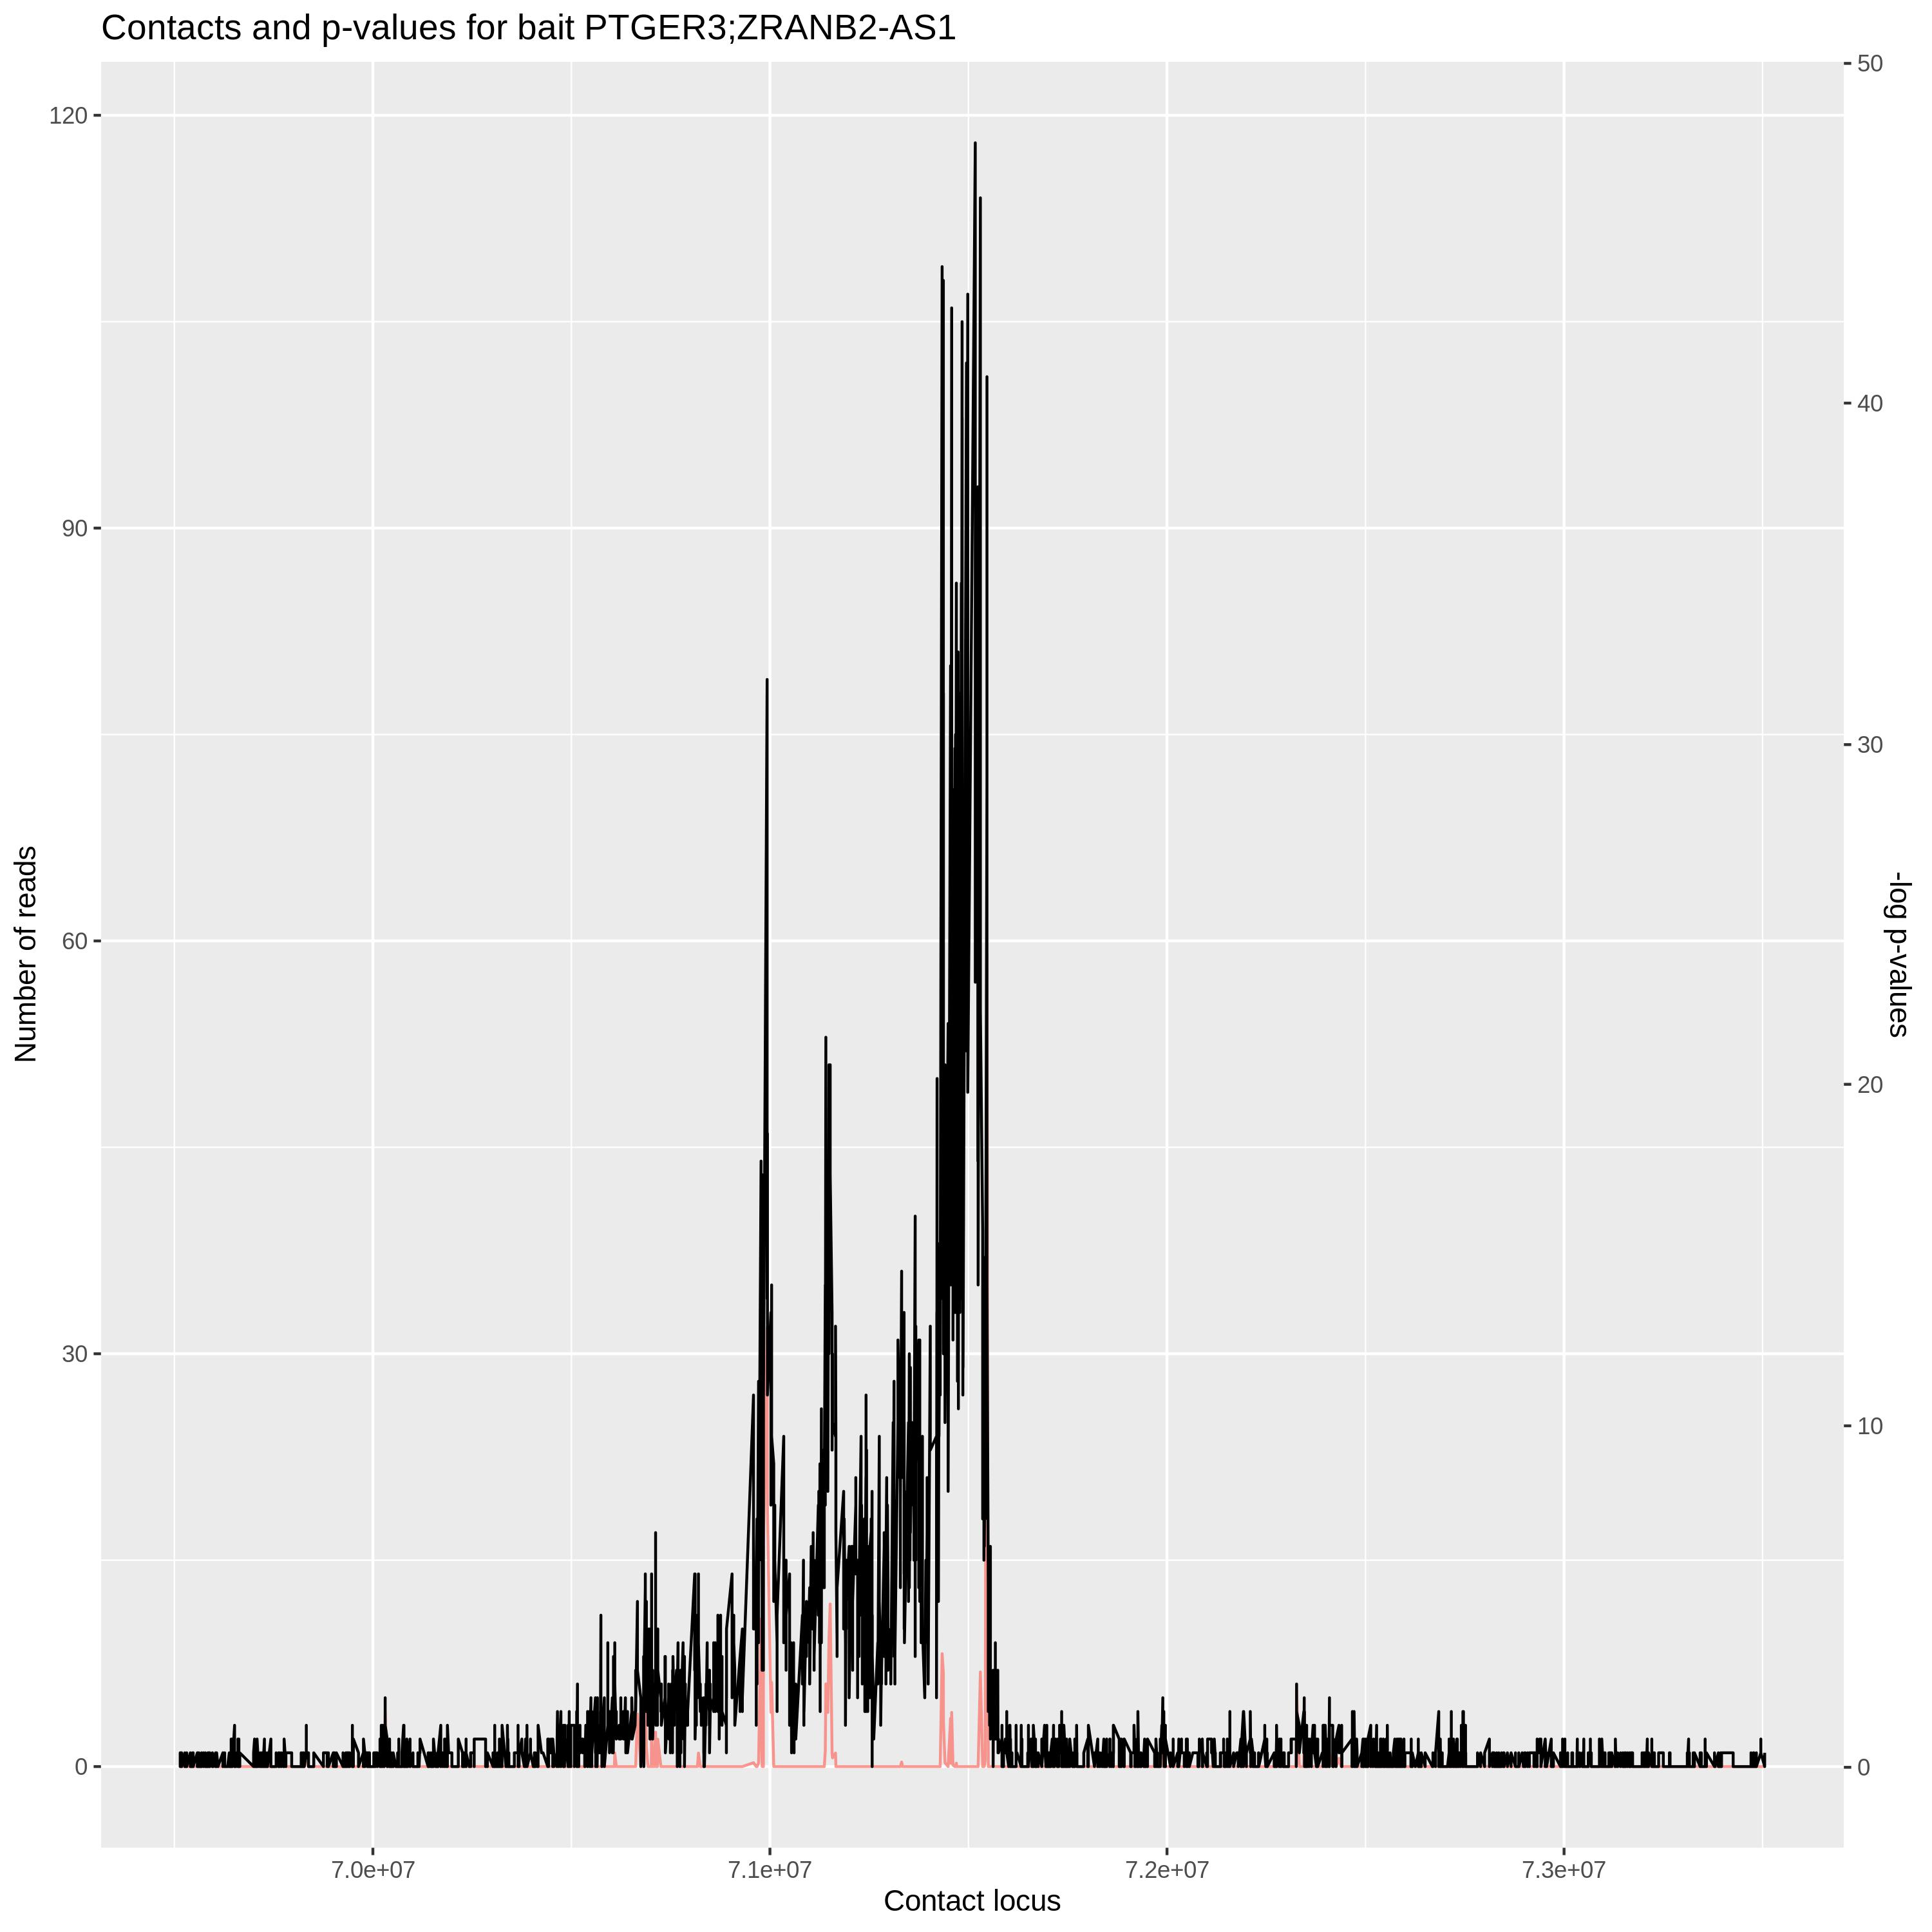 Contacts and p-values for bait PTGER3;ZRANB2-AS1
120
90
60
30
0
50
40
30
20
10
0
Number of reads
-log p-values
7.0e+07
7.1e+07
7.2e+07
7.3e+07
Contact locus